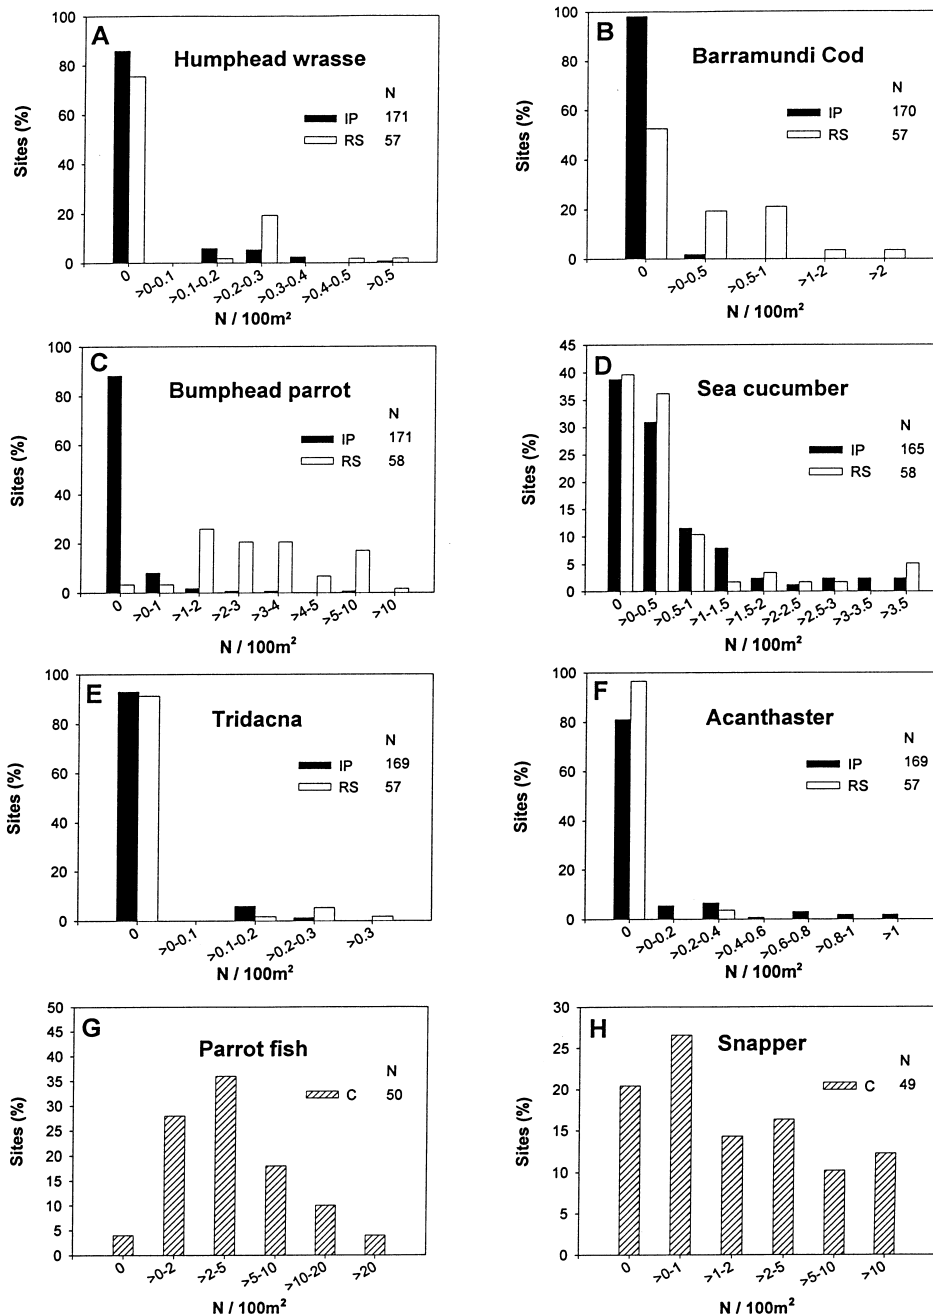 A
Humphead wrasse
N
IP 171
RS 57
Sites (%)
100
80
60
40
20
0
0 >0-0.1 >0.1-0.2 >0.2-0.3 >0.3-0.4 >0.4-0.5 >0.5
N / 100m²
B
Barramundi Cod
N
IP 170
RS 57
Sites (%)
100
80
60
40
20
0
0 >0-0.5 >0.5-1 >1-2 >2
N / 100m²
C
Bumphead parrot
N
IP 171
RS 58
Sites (%)
100
80
60
40
20
0
0 >0-1 >1-2 >2-3 >3-4 >4-5 >5-10 >10
N / 100m²
D
Sea cucumber
N
IP 165
RS 58
Sites (%)
45
40
35
30
25
20
15
10
5
0
0 >0-0.5 >0.5-1 >1-1.5 >1.5-2 >2-2.5 >2.5-3 >3-3.5 >3.5
N / 100m²
E
Tridacna
N
IP 169
RS 57
Sites (%)
100
80
60
40
20
0
0 >0-0.1 >0.1-0.2 >0.2-0.3 >0.3
N / 100m²
F
Acanthaster
N
IP 169
RS 57
Sites (%)
100
80
60
40
20
0
0 >0-0.2 >0.2-0.4 >0.4-0.6 >0.6-0.8 >0.8-1 >1
N / 100m²
G
Parrot fish
N
C 50
Sites (%)
50
45
40
35
30
25
20
15
10
5
0
0 >0-2 >2-5 >5-10 >10-20 >20
N / 100m²
H
Snapper
N
C 49
Sites (%)
30
25
20
15
10
5
0
0 >0-1 >1-2 >2-5 >5-10 >10
N / 100m²